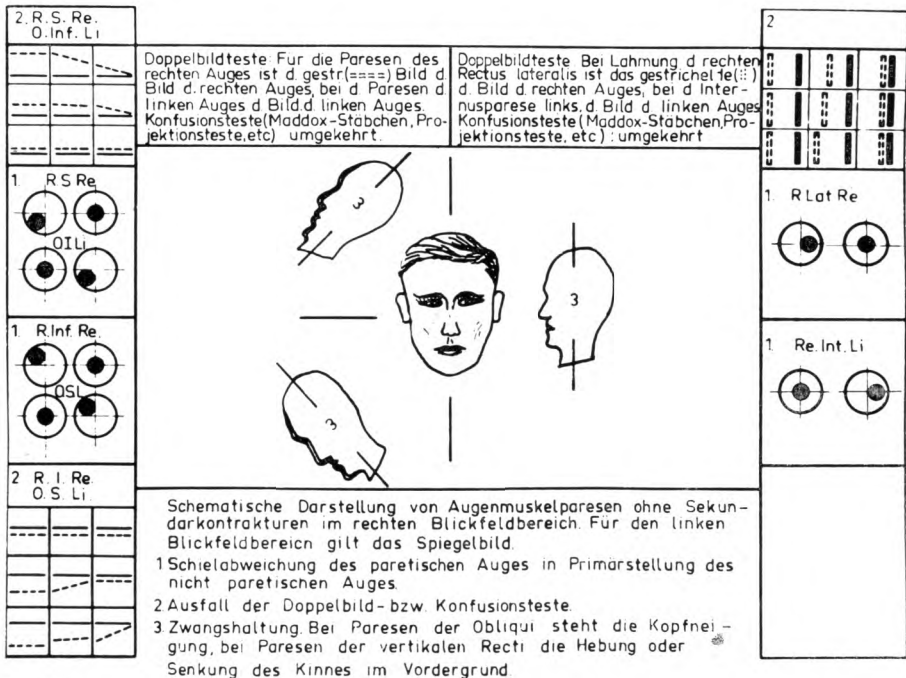 2. R.S. Re.
O.Inf. Li
Doppelbildteste: Für die Paresen des
rechten Auges ist d. gestr(====) Bild d.
Bild d. rechten Auges, bei d Paresen d.
linken Auges d. Bild.d. linken Auges.
Konfusionsteste(Maddox-Stäbchen, Pro-
jektionsteste, etc) umgekehrt.
Doppelbildteste. Bei Lahmung d rechten
Rectus lateralis ist das gestrichelte(::)
d. Bild d. rechten Auges, bei d Inter-
nusparese links, d. Bild d. linken Auges
Konfusionsteste(Maddox-Stäbchen,Pro-
jektionsteste, etc) : umgekehrt
2
1. R.S Re
OILi
1. R.Inf. Re.
OSL
2 R. I. Re.
O. S. Li.
3
3
3
1. R Lat Re
1. Re.Int. Li
Schematische Darstellung von Augenmuskelparesen ohne Sekun-
darkontrakturen im rechten Blickfeldbereich. Für den linken
Blickfeldbereich gilt das Spiegelbild.
1 Schielabweichung des paretischen Auges in Primärstellung des
nicht paretischen Auges.
2. Ausfall der Doppelbild- bzw. Konfusionsteste.
3. Zwangshaltung. Bei Paresen der Obliqui steht die Kopfnei-
gung, bei Paresen der vertikalen Recti die Hebung oder
Senkung des Kinnes im Vordergrund.